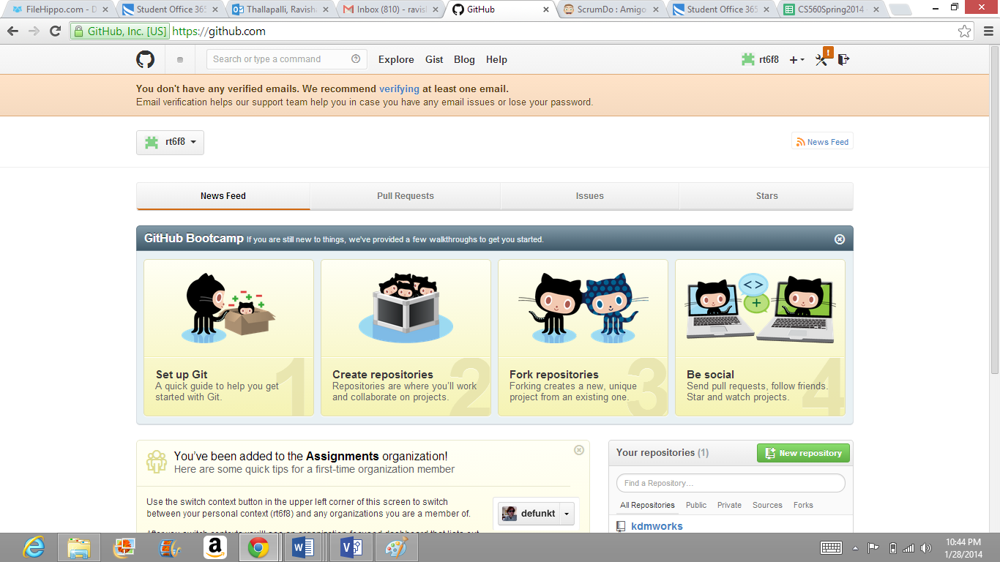 FileHippo.com - D
Student Office 365
Thallapalli, Ravish
Inbox (810) - ravis
GitHub
ScrumDo : Amigo
Student Office 365
CS560Spring2014
GitHub, Inc. [US] https://github.com
Search or type a command
Explore Gist Blog Help
rt6f8
You don't have any verified emails. We recommend verifying at least one email.
Email verification helps our support team help you in case you have any email issues or lose your password.
rt6f8
News Feed
News Feed Pull Requests Issues Stars
GitHub Bootcamp If you are still new to things, we've provided a few walkthroughs to get you started.
1
Set up Git
A quick guide to help you get
started with Git.
2
Create repositories
Repositories are where you'll work
and collaborate on projects.
3
Fork repositories
Forking creates a new, unique
project from an existing one.
4
Be social
Send pull requests, follow friends.
Star and watch projects.
You've been added to the Assignments organization!
Here are some quick tips for a first-time organization member
Use the switch context button in the upper left corner of this screen to switch
between your personal context (rt6f8) and any organizations you are a member of.
defunkt
Your repositories (1)
New repository
Find a Repository...
All Repositories Public Private Sources Forks
kdmworks
10:44 PM
1/28/2014